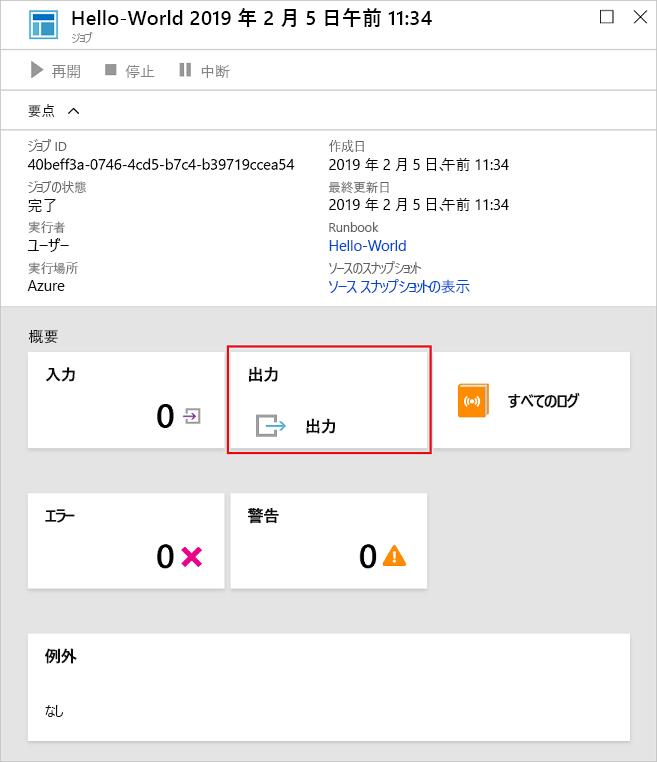 Hello-World 2019 年 2 月 5 日午前 11:34
ジョブ
再開 停止 中断
要点
ジョブ ID
40beff3a-0746-4cd5-b7c4-b39719ccea54
ジョブの状態
完了
実行者
ユーザー
実行場所
Azure
作成日
2019 年 2 月 5 日、午前 11:34
最終更新日
2019 年 2 月 5 日、午前 11:34
Runbook
Hello-World
ソースのスナップショット
ソース スナップショットの表示
概要
入力
0
出力
出力
すべてのログ
エラー
0
警告
0
例外
なし